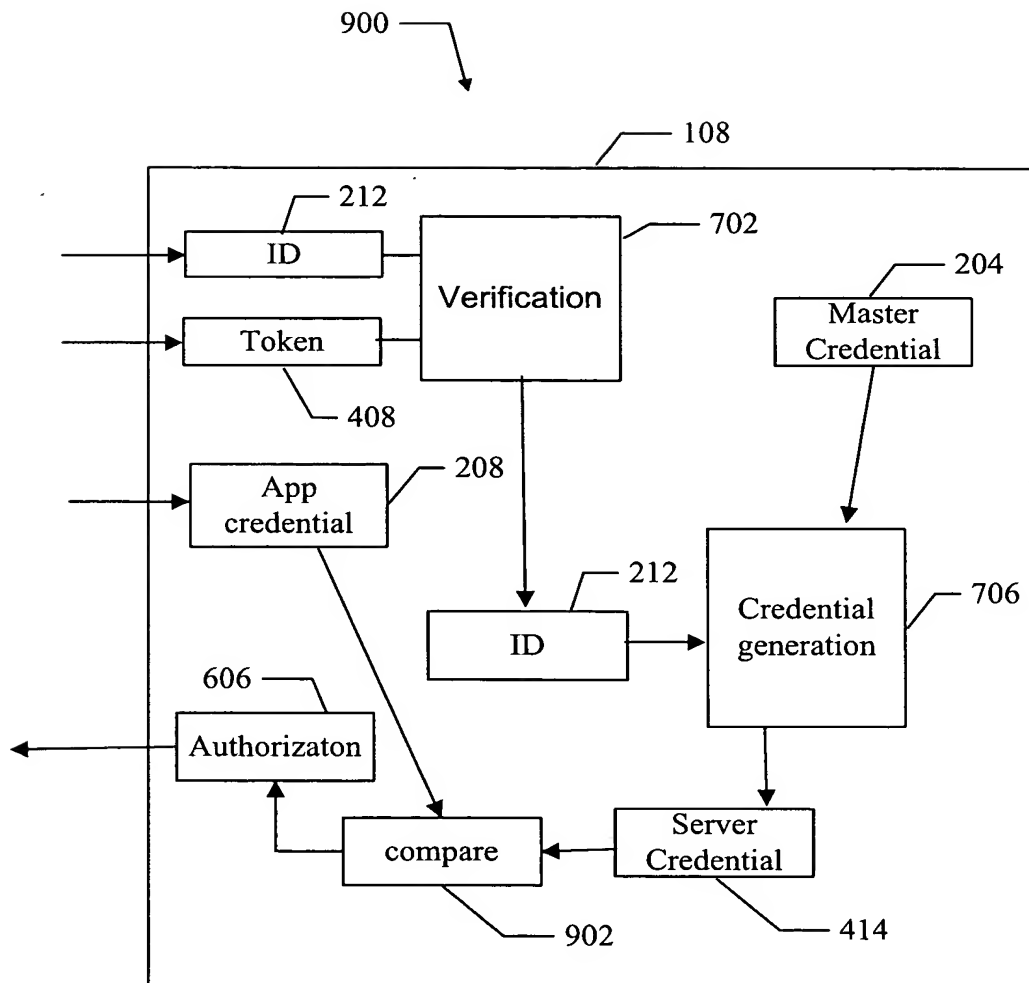 900
108
212
ID
702
Verification
204
Master
Credential
Token
408
208
App
credential
212
ID
Credential
generation
706
606
Authorizaton
compare
902
Server
Credential
414